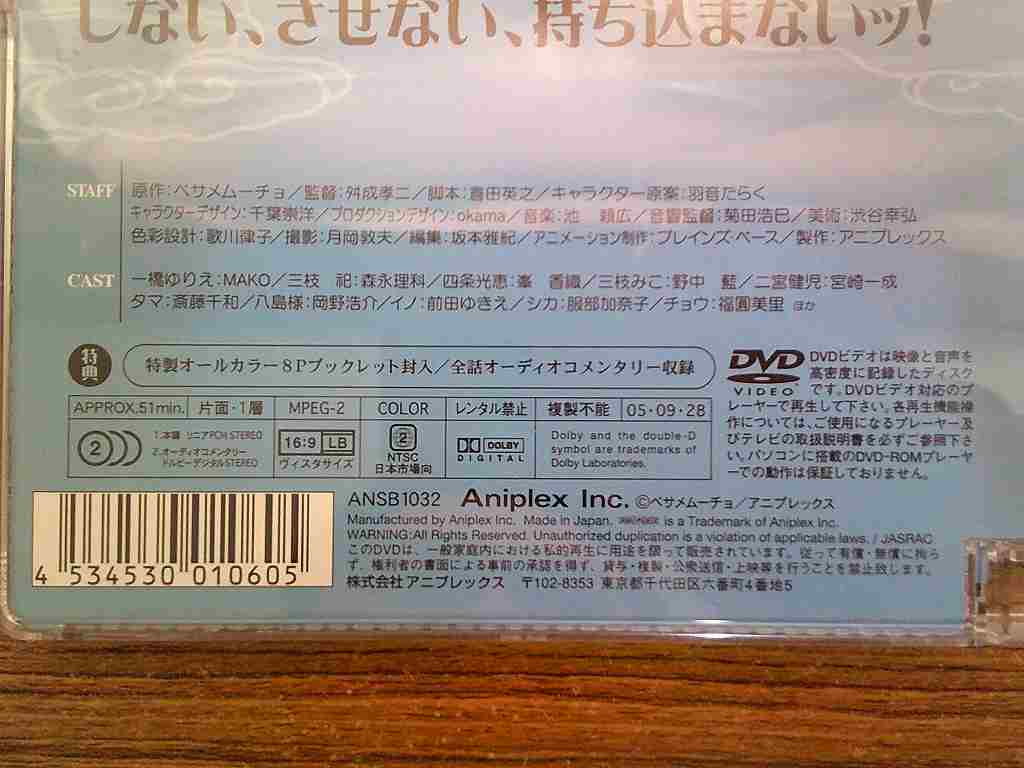 しない、させない、持ち込まないッ!
STAFF
原作:ベサメムーチョ/監督:舛成孝二/脚本:倉田英之/キャラクター原案:羽音たらく
キャラクターデザイン:千葉崇洋/プロダクションデザイン:okama/音楽:池 頼広/音響監督:菊田浩巳/美術:渋谷幸弘
色彩設計:歌川律子/撮影:月岡敦夫/編集:坂本雅紀/アニメーション制作:ブレインズ・ベース/製作:アニプレックス
CAST
一橋ゆりえ:MAKO/三枝 祀:森永理科/四条光恵:峯 香織/三枝みこ:野中 藍/二宮健児:宮崎一成
タマ:斎藤千和/八島様:岡野浩介/イノ:前田ゆきえ/シカ:服部加奈子/チョウ:福圓美里 ほか
特典
特製オールカラー8Pブックレット封入/全話オーディオコメンタリー収録
APPROX.51min. 片面・1層 MPEG-2 COLOR レンタル禁止 複製不能 05・09・28
2
1:本編 リニアPCM STEREO
2:オーディオコメンタリー
ドルビーデジタルSTEREO
16:9 LB
ヴィスタサイズ
2
NTSC
日本市場向
DOLBY
DIGITAL
Dolby and the double-D
symbol are trademarks of
Dolby Laboratories.
DVD
VIDEO
DVDビデオは映像と音声を
高密度に記録したディスク
です。DVDビデオ対応のプ
レーヤーで再生して下さい。各再生機能操
作については、ご使用になるプレーヤー及
びテレビの取扱説明書を必ずご参照下さ
い。パソコンに搭載のDVD-ROMプレーヤ
ーでの動作は保証しておりません。
4 534530 010605
ANSB1032 Aniplex Inc. ©ベサメムーチョ/アニプレックス
Manufactured by Aniplex Inc. Made in Japan. is a Trademark of Aniplex Inc.
WARNING:All Rights Reserved. Unauthorized duplication is a violation of applicable laws. / JASRAC
このDVDは、一般家庭内における私的再生に用途を限って販売されています。従って有償・無償に拘ら
ず、権利者の書面による事前の承諾を得ず、貸与・複製・公衆送信・上映等を行うことを禁止致します。
株式会社アニプレックス 〒102-8353 東京都千代田区六番町4番地5